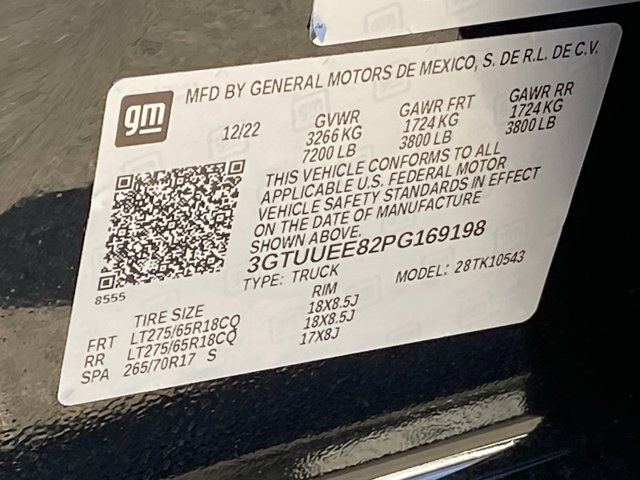 MFD BY GENERAL MOTORS DE MEXICO, S. DE R.L. DE C.V.
gm
12/22
GVWR GAWR FRT GAWR RR
3266 KG 1724 KG 1724 KG
7200 LB 3800 LB 3800 LB
THIS VEHICLE CONFORMS TO ALL
APPLICABLE U.S. FEDERAL MOTOR
VEHICLE SAFETY STANDARDS IN EFFECT
ON THE DATE OF MANUFACTURE
SHOWN ABOVE.
3GTUUEE82PG169198
8555
TYPE: TRUCK MODEL: 28TK10543
TIRE SIZE RIM
FRT LT275/65R18CQ 18X8.5J
RR LT275/65R18CQ 18X8.5J
SPA 265/70R17 S 17X8J